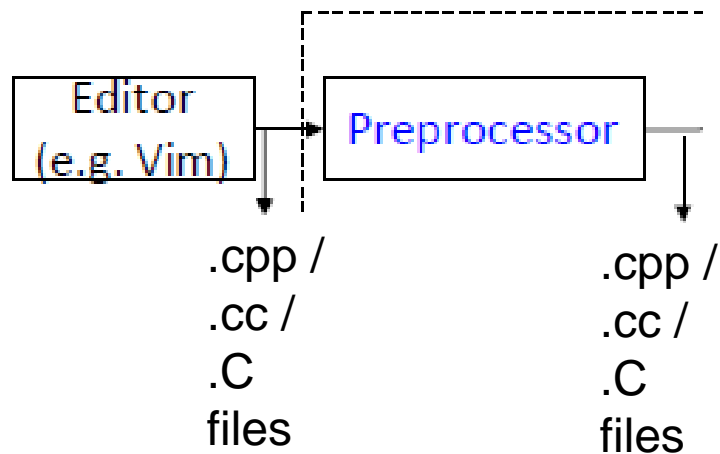 Editor
(e.g. Vim)
Preprocessor
.cpp /
.cc /
.C
files
.cpp /
.cc /
.C
files